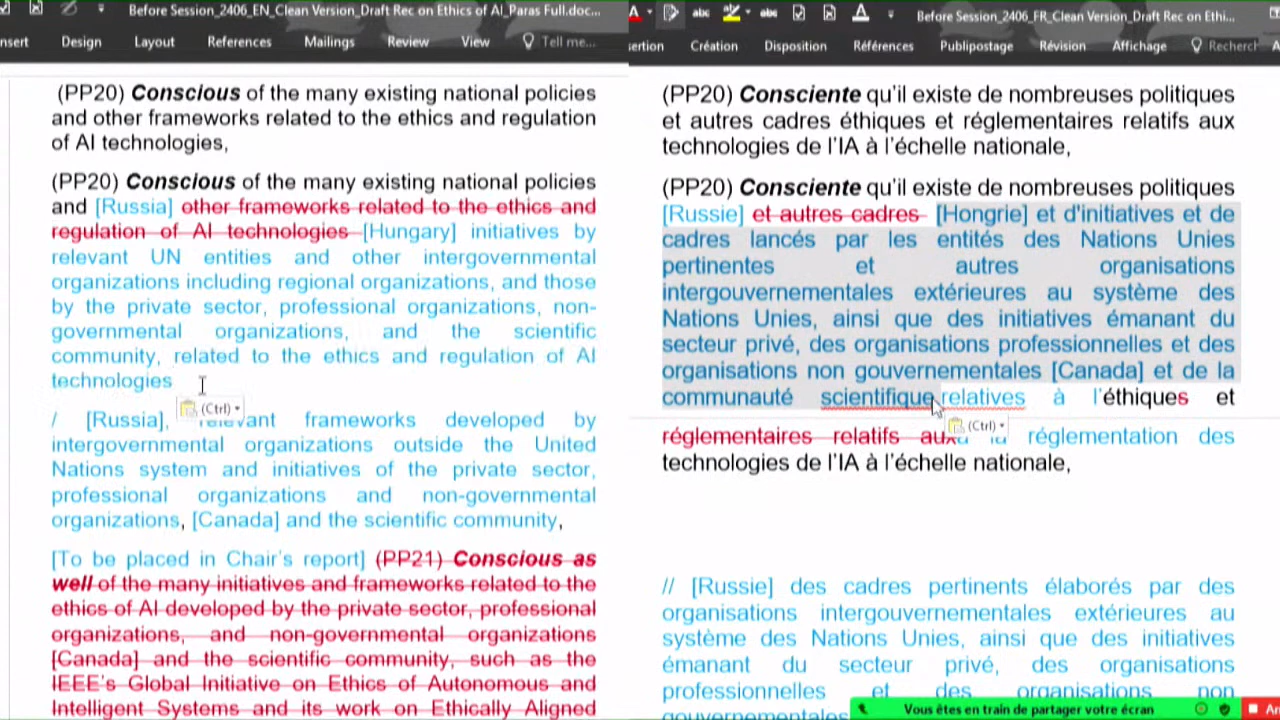 Before Session_2406_EN_Clean Version_Draft Rec on Ethics of AI_Paras Full.doc...
Design Layout References Mailings Review View Tell me...
(PP20) Conscious of the many existing national policies
and other frameworks related to the ethics and regulation
of AI technologies,
(PP20) Conscious of the many existing national policies
and [Russia] other frameworks related to the ethics and
regulation of AI technologies [Hungary] initiatives by
relevant UN entities and other intergovernmental
organizations including regional organizations, and those
by the private sector, professional organizations, non-
governmental organizations, and the scientific
community, related to the ethics and regulation of AI
technologies
(Ctrl)
/ [Russia], relevant frameworks developed by
intergovernmental organizations outside the United
Nations system and initiatives of the private sector,
professional organizations and non-governmental
organizations, [Canada] and the scientific community,
[To be placed in Chair's report] (PP21) Conscious as
well of the many initiatives and frameworks related to the
ethics of AI developed by the private sector, professional
organizations, and non-governmental organizations
[Canada] and the scientific community, such as the
IEEE's Global Initiative on Ethics of Autonomous and
Intelligent Systems and its work on Ethically Aligned
Before Session_2406_FR_Clean Version_Draft Rec on Ethi...
Création Disposition Références Publipostage Révision Affichage
(PP20) Consciente qu'il existe de nombreuses politiques
et autres cadres éthiques et réglementaires relatifs aux
technologies de l'IA à l'échelle nationale,
(PP20) Consciente qu'il existe de nombreuses politiques
[Russie] et autres cadres [Hongrie] et d'initiatives et de
cadres lancés par les entités des Nations Unies
pertinentes et autres organisations
intergouvernementales extérieures au système des
Nations Unies, ainsi que des initiatives émanant du
secteur privé, des organisations professionnelles et des
organisations non gouvernementales [Canada] et de la
communauté scientifique relatives à l'éthiques et
réglementaires relatifs aux la réglementation des
(Ctrl)
technologies de l'IA à l'échelle nationale,
// [Russie] des cadres pertinents élaborés par des
organisations intergouvernementales extérieures au
système des Nations Unies, ainsi que des initiatives
émanant du secteur privé, des organisations
professionnelles et des organisations non
gouvernementales
Vous êtes en train de partager votre écran